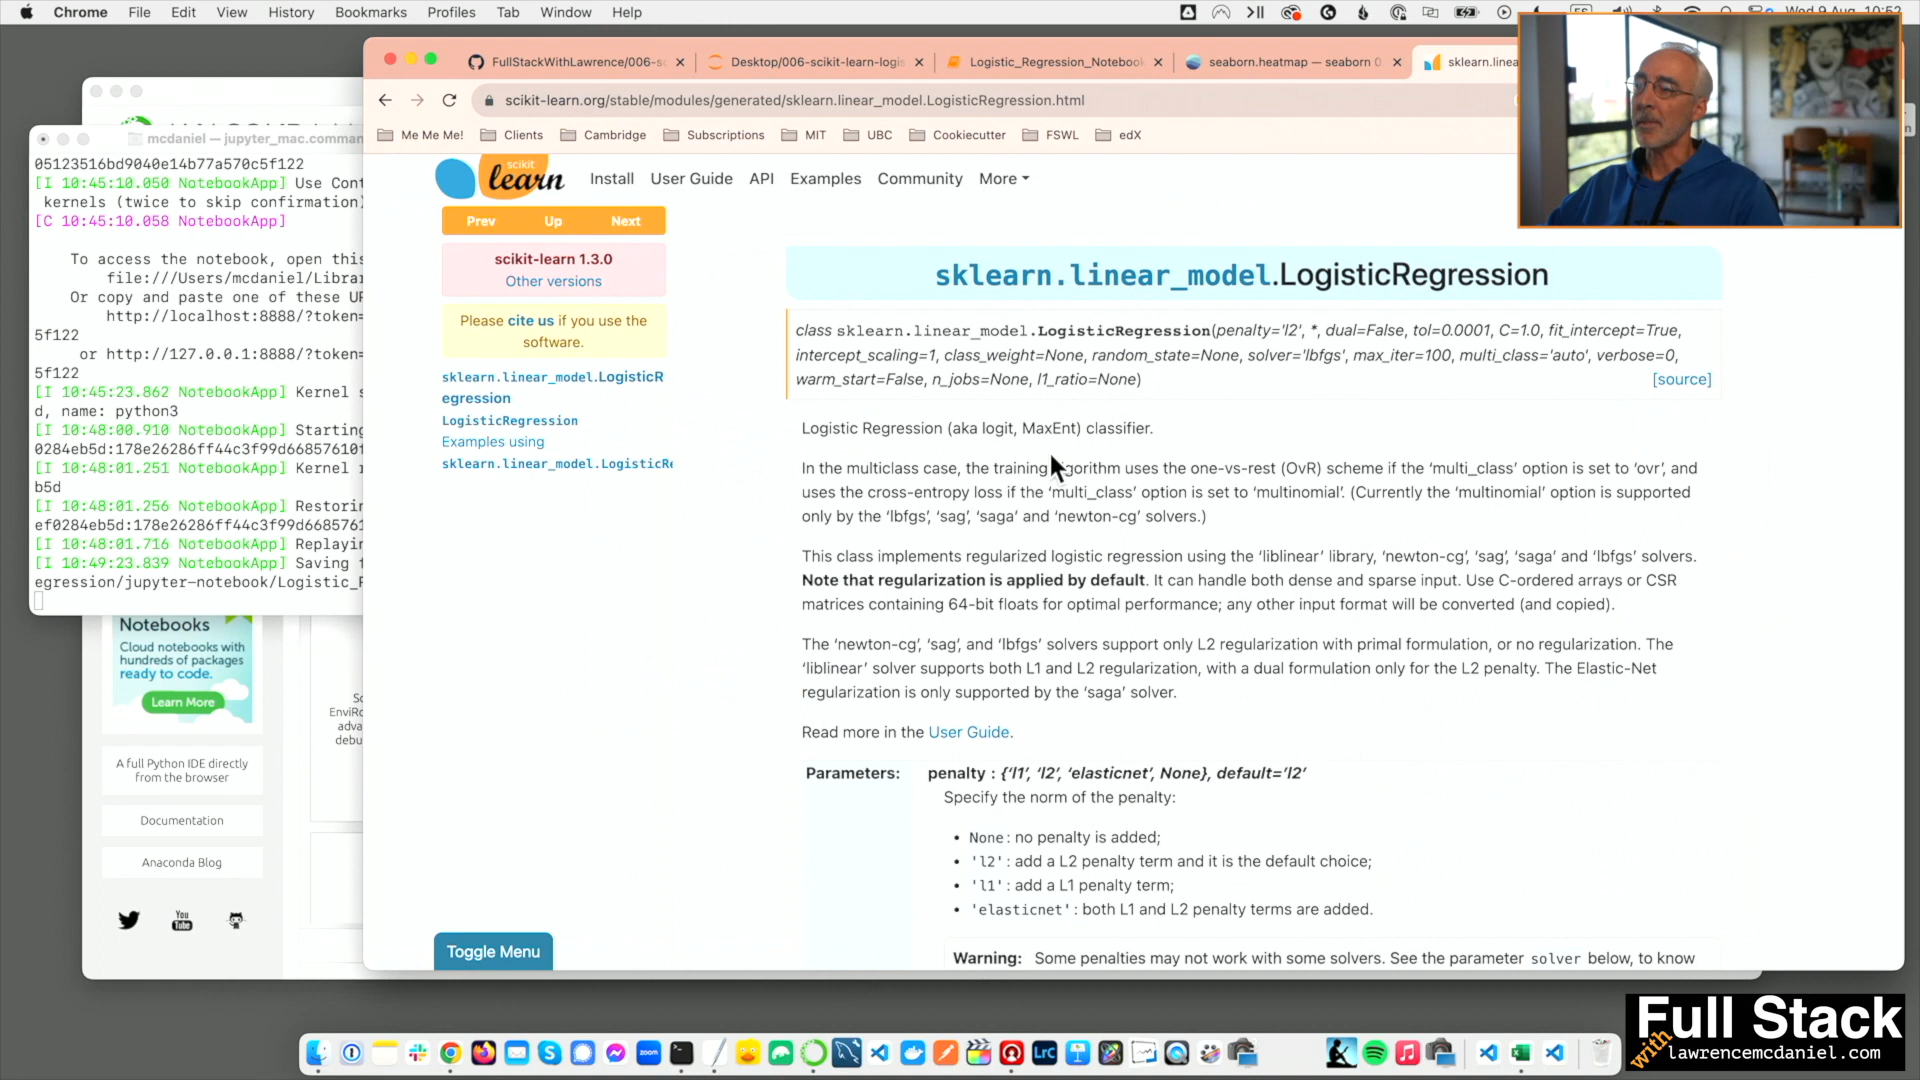 Chrome File Edit View History Bookmarks Profiles Tab Window Help
FullStackWithLawrence/006-sc
Desktop/006-scikit-learn-logis
Logistic_Regression_Notebook
seaborn.heatmap — seaborn 0
sklearn.linea
scikit-learn.org/stable/modules/generated/sklearn.linear_model.LogisticRegression.html
Me Me Me! Clients Cambridge Subscriptions MIT UBC Cookiecutter FSWL edX
mcdaniel — jupyter_mac.comman
05123516bd9040e14b77a570c5f122
[I 10:45:10.050 NotebookApp] Use Cont
kernels (twice to skip confirmation)
[C 10:45:10.058 NotebookApp]
To access the notebook, open this
file:///Users/mcdaniel/Librar
Or copy and paste one of these UR
http://localhost:8888/?token=
5f122
or http://127.0.0.1:8888/?token=
5f122
[I 10:45:23.862 NotebookApp] Kernel s
d, name: python3
[I 10:48:00.910 NotebookApp] Starting
0284eb5d:178e26286ff44c3f99d66857610f
[I 10:48:01.251 NotebookApp] Kernel r
b5d
[I 10:48:01.256 NotebookApp] Restorin
ef0284eb5d:178e26286ff44c3f99d6685761
[I 10:48:01.716 NotebookApp] Replayin
[I 10:49:23.839 NotebookApp] Saving f
egression/jupyter-notebook/Logistic_R
Notebooks
Cloud notebooks with
hundreds of packages
ready to code.
Learn More
A full Python IDE directly
from the browser
Documentation
Anaconda Blog
You
Tube
EnviRo
adva
debu
scikit
learn
Install User Guide API Examples Community More
Prev Up Next
scikit-learn 1.3.0
Other versions
Please cite us if you use the
software.
sklearn.linear_model.LogisticR
egression
LogisticRegression
Examples using
sklearn.linear_model.LogisticRe
Toggle Menu
sklearn.linear_model.LogisticRegression
class sklearn.linear_model.LogisticRegression(penalty='l2', *, dual=False, tol=0.0001, C=1.0, fit_intercept=True,
intercept_scaling=1, class_weight=None, random_state=None, solver='lbfgs', max_iter=100, multi_class='auto', verbose=0,
warm_start=False, n_jobs=None, l1_ratio=None) [source]
Logistic Regression (aka logit, MaxEnt) classifier.
In the multiclass case, the training algorithm uses the one-vs-rest (OvR) scheme if the ‘multi_class’ option is set to ‘ovr’, and
uses the cross-entropy loss if the ‘multi_class’ option is set to ‘multinomial’. (Currently the ‘multinomial’ option is supported
only by the ‘lbfgs’, ‘sag’, ‘saga’ and ‘newton-cg’ solvers.)
This class implements regularized logistic regression using the ‘liblinear’ library, ‘newton-cg’, ‘sag’, ‘saga’ and ‘lbfgs’ solvers.
Note that regularization is applied by default. It can handle both dense and sparse input. Use C-ordered arrays or CSR
matrices containing 64-bit floats for optimal performance; any other input format will be converted (and copied).
The ‘newton-cg’, ‘sag’, and ‘lbfgs’ solvers support only L2 regularization with primal formulation, or no regularization. The
‘liblinear’ solver supports both L1 and L2 regularization, with a dual formulation only for the L2 penalty. The Elastic-Net
regularization is only supported by the ‘saga’ solver.
Read more in the User Guide.
Parameters: penalty : {‘l1’, ‘l2’, ‘elasticnet’, None}, default=’l2’
Specify the norm of the penalty:
• None: no penalty is added;
• 'l2': add a L2 penalty term and it is the default choice;
• 'l1': add a L1 penalty term;
• 'elasticnet': both L1 and L2 penalty terms are added.
Warning: Some penalties may not work with some solvers. See the parameter solver below, to know
zoom
LrC
Full Stack
with
lawrencemcdaniel.com